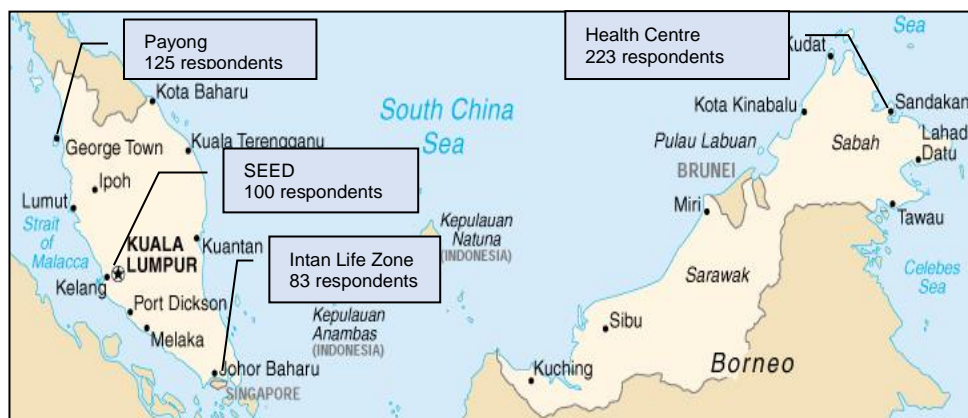 Payong
125 respondents
Health Centre
223 respondents
Sea
Kudat
Kota Baharu
South China
Sea
Kota Kinabalu
Sandakan
George Town
Kuala Terengganu
Pulau Labuan
Sabah
Lahad
Datu
SEED
100 respondents
BRUNEI
Ipoh
Lumut
Miri
Tawau
Strait
of
Malacca
Kepulauan
Natuna
(INDONESIA)
KUALA
LUMPUR
Kuantan
Intan Life Zone
83 respondents
Celebes
Sea
Kelang
Sarawak
Port Dickson
Kepulauan
Anambas
(INDONESIA)
Melaka
Sibu
Johor Baharu
SINGAPORE
Kuching
Borneo